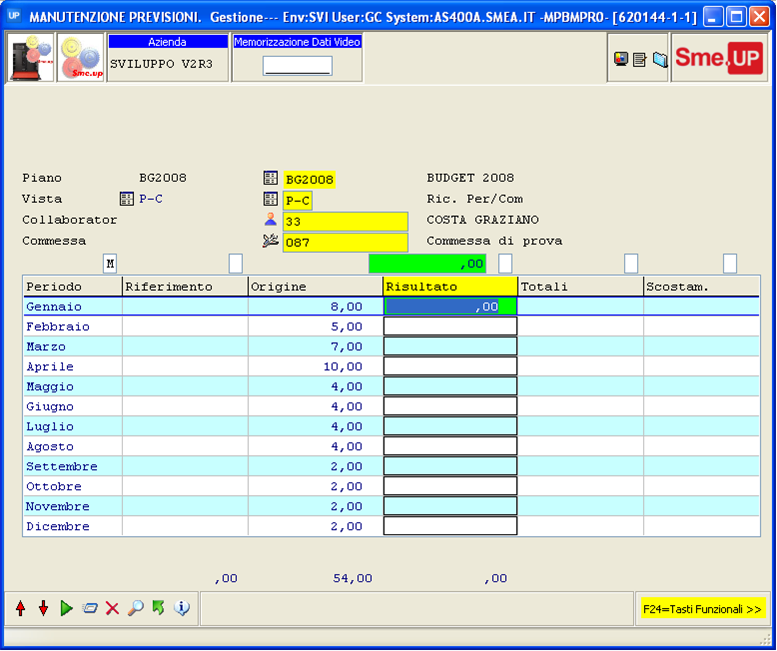 UP MANUTENZIONE PREVISIONI. Gestione--- Env:SVI User:GC System:AS400A.SMEA.IT -MPBMPR0- [620144-1-1]
Sme.up Azienda Memorizzazione Dati Video Sme.UP
SVILUPPO V2R3
Piano BG2008 BG2008 BUDGET 2008
Vista P-C P-C Ric. Per/Com
Collaborator 33 COSTA GRAZIANO
Commessa 087 Commessa di prova
M ,00
Periodo Riferimento Origine Risultato Totali Scostam.
Gennaio 8,00 ,00
Febbraio 5,00
Marzo 7,00
Aprile 10,00
Maggio 4,00
Giugno 4,00
Luglio 4,00
Agosto 4,00
Settembre 2,00
Ottobre 2,00
Novembre 2,00
Dicembre 2,00
,00 54,00 ,00
F24=Tasti Funzionali >>